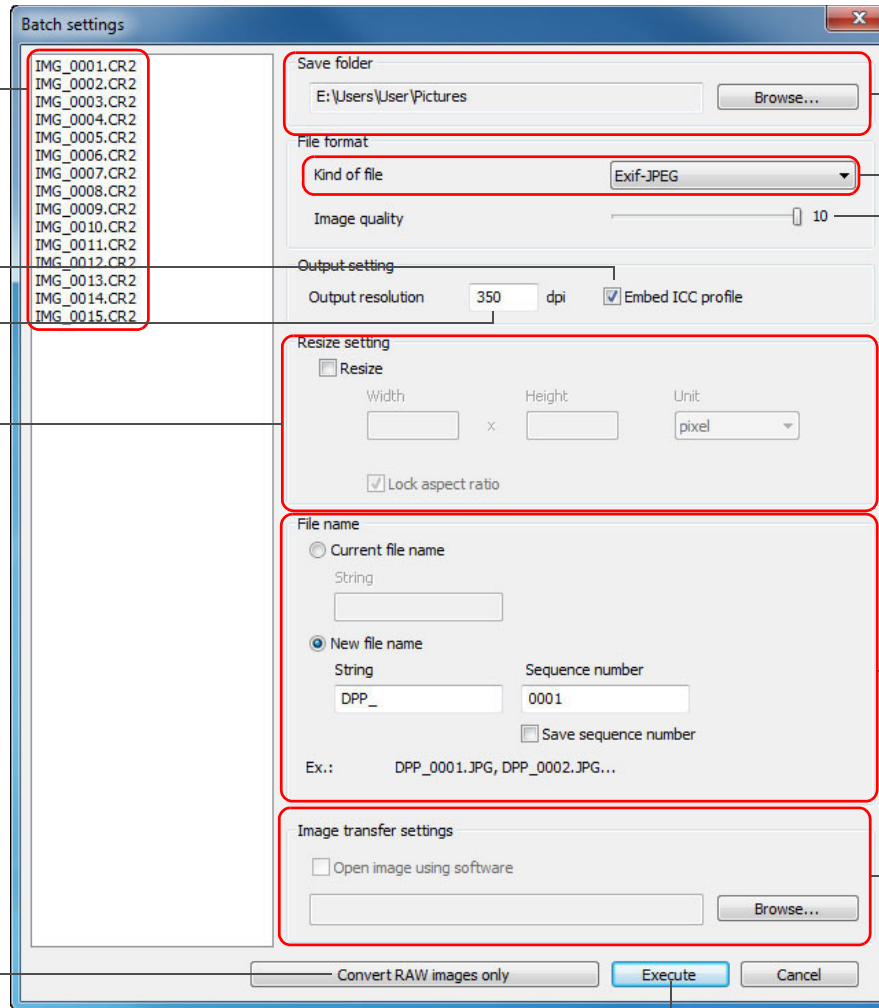 Batch settings
IMG_0001.CR2
IMG_0002.CR2
IMG_0003.CR2
IMG_0004.CR2
IMG_0005.CR2
IMG_0006.CR2
IMG_0007.CR2
IMG_0008.CR2
IMG_0009.CR2
IMG_0010.CR2
IMG_0011.CR2
IMG_0012.CR2
IMG_0013.CR2
IMG_0014.CR2
IMG_0015.CR2
Save folder
E:\Users\User\Pictures Browse...
File format
Kind of file Exif-JPEG
Image quality 10
Output setting
Output resolution 350 dpi Embed ICC profile
Resize setting
Resize
Width Height Unit
x pixel
Lock aspect ratio
File name
Current file name
String
New file name
String Sequence number
DPP_ 0001
Save sequence number
Ex.: DPP_0001.JPG, DPP_0002.JPG...
Image transfer settings
Open image using software
Browse...
Convert RAW images only Execute Cancel